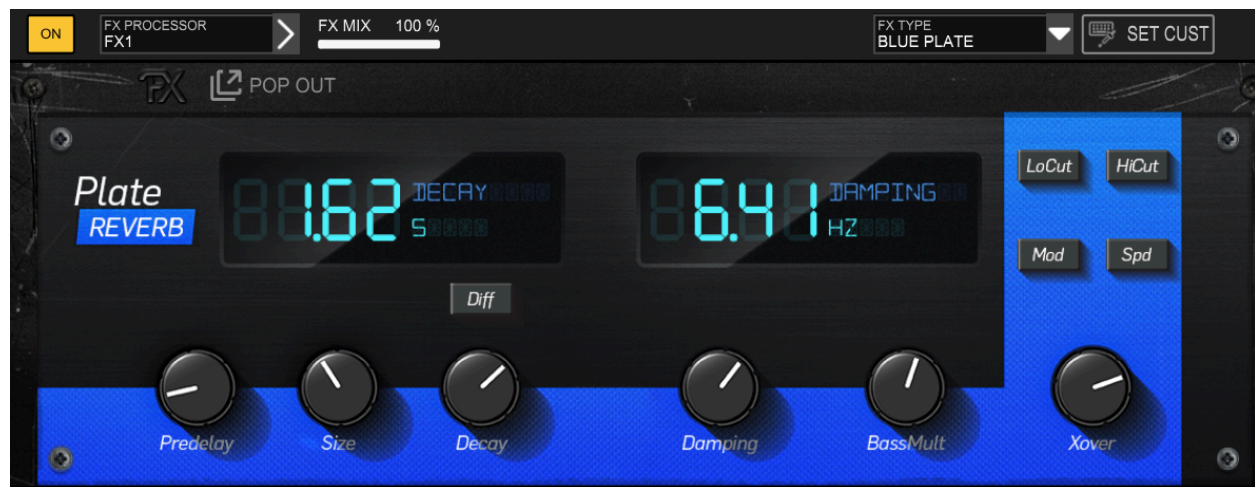 ON
FX PROCESSOR
FX1
FX MIX 100 %
FX TYPE
BLUE PLATE
SET CUST
FX
POP OUT
Plate
REVERB
1.62 DECAY
S
6.41 DAMPING
HZ
LoCut HiCut
Mod Spd
Diff
Predelay Size Decay Damping BassMult Xover